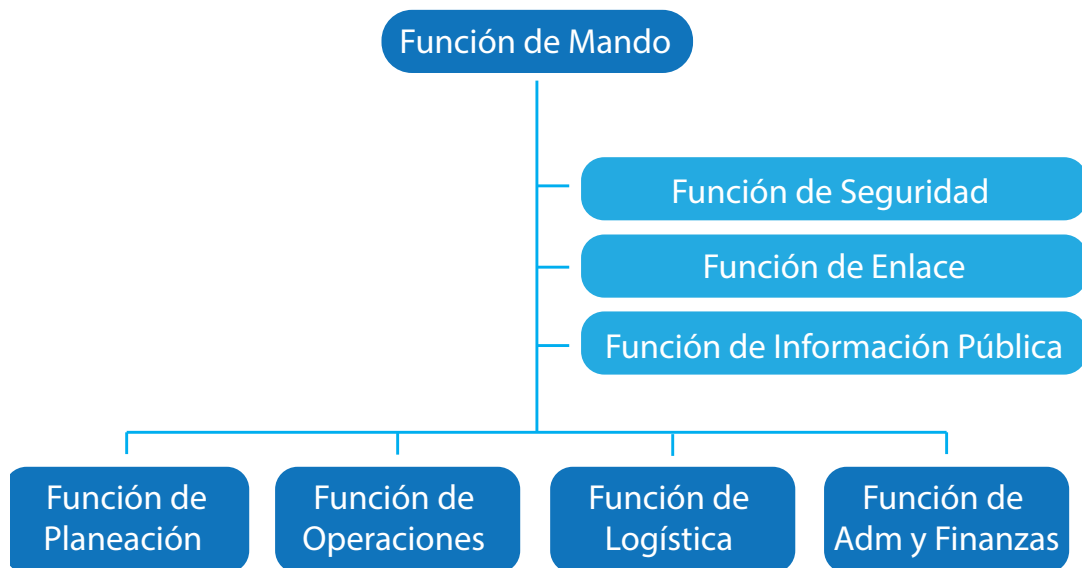 Función de Mando
Función de Seguridad
Función de Enlace
Función de Información Pública
Función de
Planeación
Función de
Operaciones
Función de
Logística
Función de
Adm y Finanzas